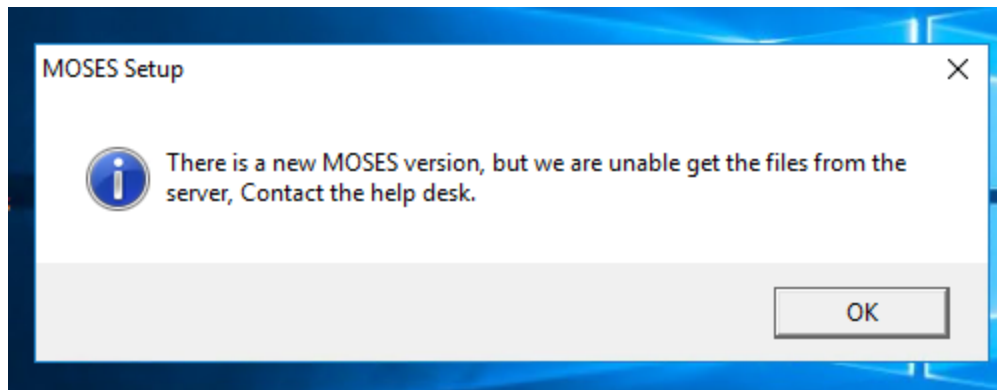 MOSES Setup
There is a new MOSES version, but we are unable get the files from the
server, Contact the help desk.
OK